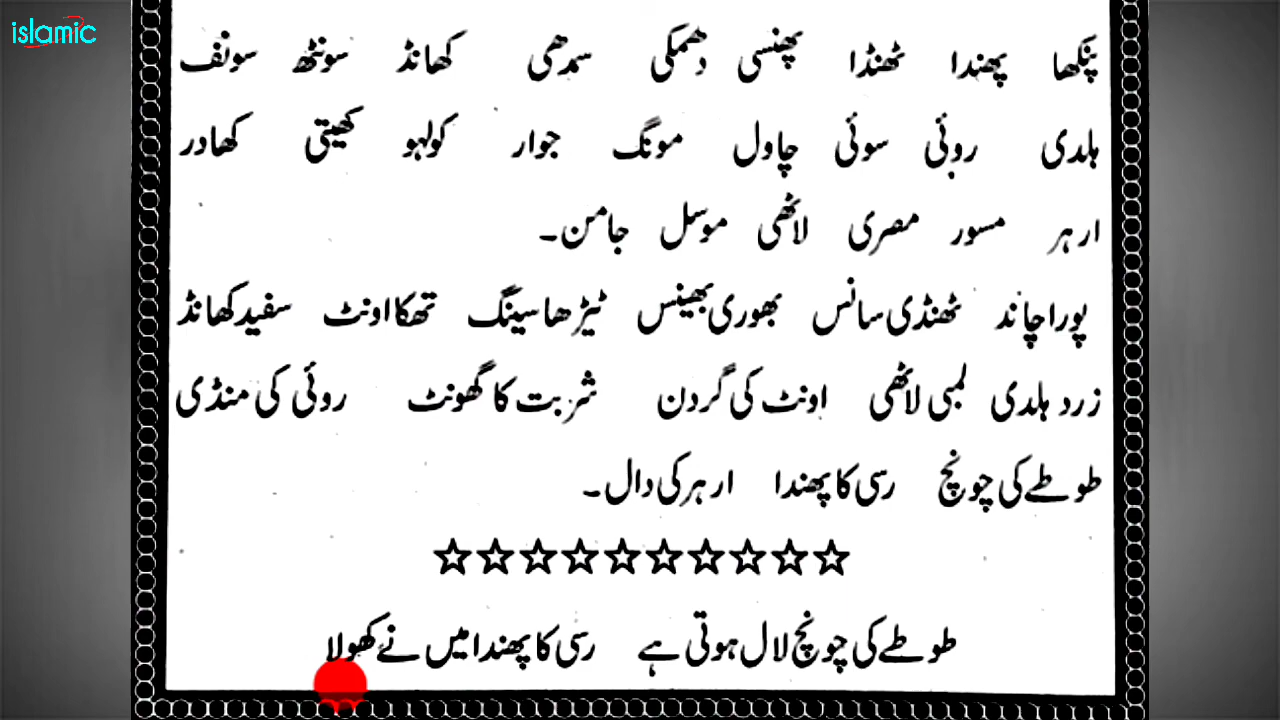 islamic
پنکھا پھندا ٹھنڈا پھنسی دھمکی سمدھی کھانڈ سونٹھ سونف
ہلدی روئی سوئی چاول مونگ جوار کولہو کھیتی کھادر
ارہر مسور مصری لاٹھی موسل جامن۔
پورا چاند ٹھنڈی سانس بھوری بھینس ٹیڑھا سینگ تھکا اونٹ سفید کھانڈ
زرد ہلدی لمبی لاٹھی اونٹ کی گردن شربت کا گھونٹ روئی کی منڈی
طوطے کی چونچ رسی کا پھندا ارہر کی دال۔
☆☆☆☆☆☆☆☆☆☆
طوطے کی چونچ لال ہوتی ہے رسی کا پھندا میں نے کھولا